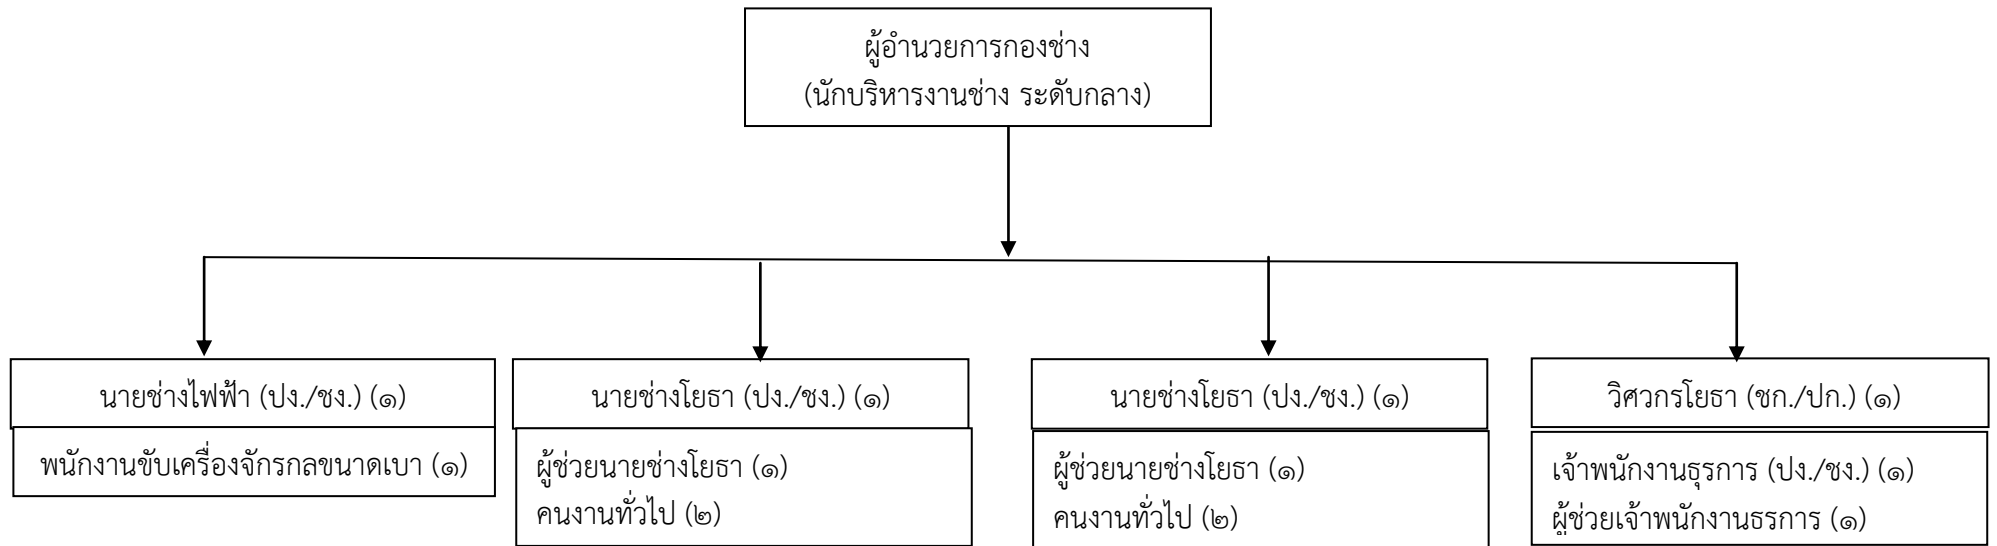 ผู้อำนวยการกองช่าง
(นักบริหารงานช่าง ระดับกลาง)
นายช่างไฟฟ้า (ปง./ชง.) (๑)
พนักงานขับเครื่องจักรกลขนาดเบา (๑)
นายช่างโยธา (ปง./ชง.) (๑)
ผู้ช่วยนายช่างโยธา (๑)
คนงานทั่วไป (๒)
นายช่างโยธา (ปง./ชง.) (๑)
ผู้ช่วยนายช่างโยธา (๑)
คนงานทั่วไป (๒)
วิศวกรโยธา (ชก./ปก.) (๑)
เจ้าพนักงานธุรการ (ปง./ชง.) (๑)
ผู้ช่วยเจ้าพนักงานธุรการ (๑)